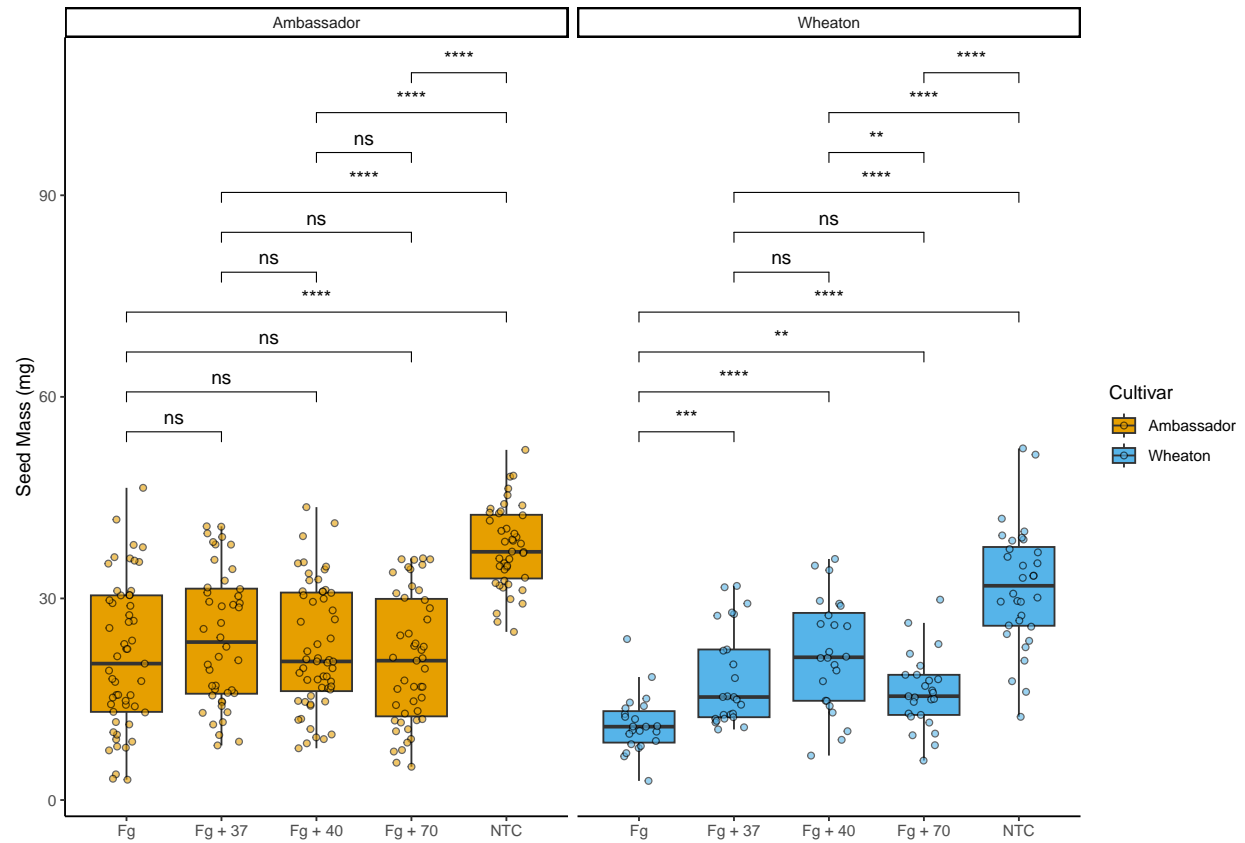 Ambassador Wheaton
**** ****
**** ****
ns **
**** ****
ns ns
ns ns
**** ****
ns **
ns ****
ns ***
Seed Mass (mg)
90
60
30
0
Fg Fg + 37 Fg + 40 Fg + 70 NTC Fg Fg + 37 Fg + 40 Fg + 70 NTC
Cultivar
Ambassador
Wheaton